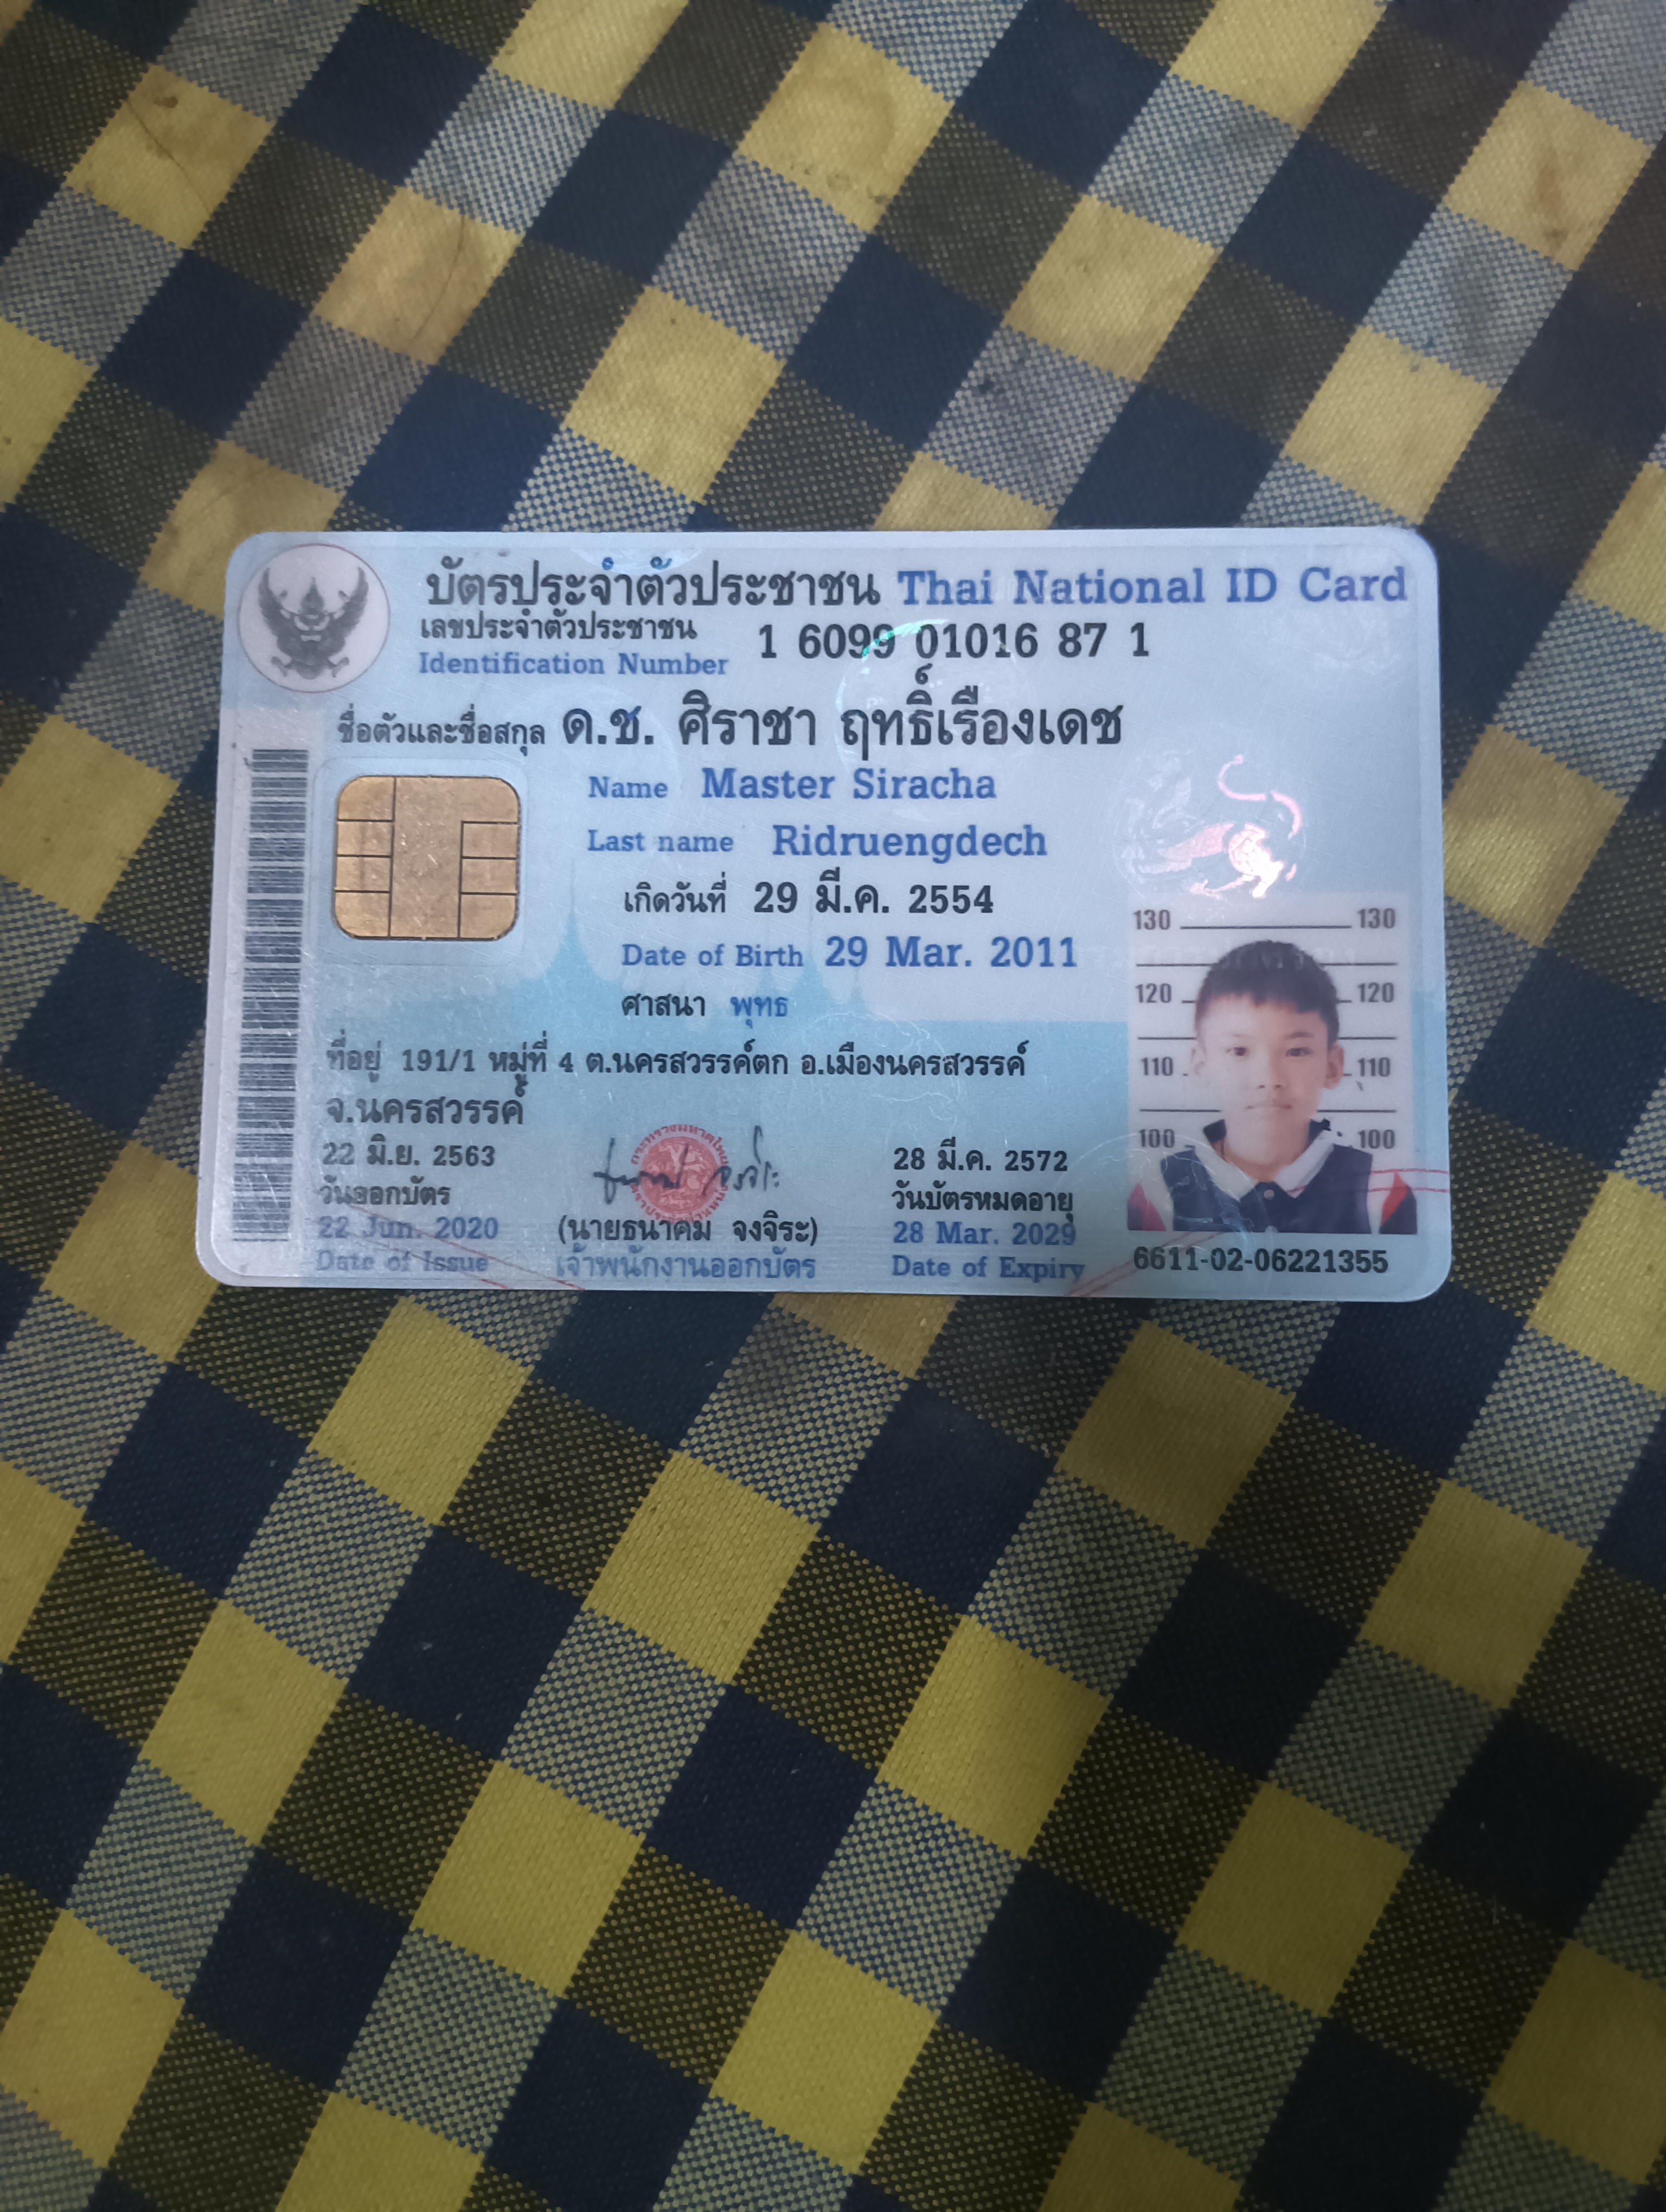 บัตรประจำตัวประชาชน Thai National ID Card
เลขประจำตัวประชาชน
Identification Number
1 6099 01016 87 1
ชื่อตัวและชื่อสกุล ด.ช. ศิราชา ฤทธิ์เรืองเดช
Name Master Siracha
Last name Ridruengdech
เกิดวันที่ 29 มี.ค. 2554
Date of Birth 29 Mar. 2011
ศาสนา พุทธ
ที่อยู่ 191/1 หมู่ที่ 4 ต.นครสวรรค์ตก อ.เมืองนครสวรรค์
จ.นครสวรรค์
22 มิ.ย. 2563
วันออกบัตร
22 Jun. 2020
Date of Issue
(นายธนาคม จงจิระ)
เจ้าพนักงานออกบัตร
28 มี.ค. 2572
วันบัตรหมดอายุ
28 Mar. 2029
Date of Expiry
130 130
120 120
110 110
100 100
6611-02-06221355